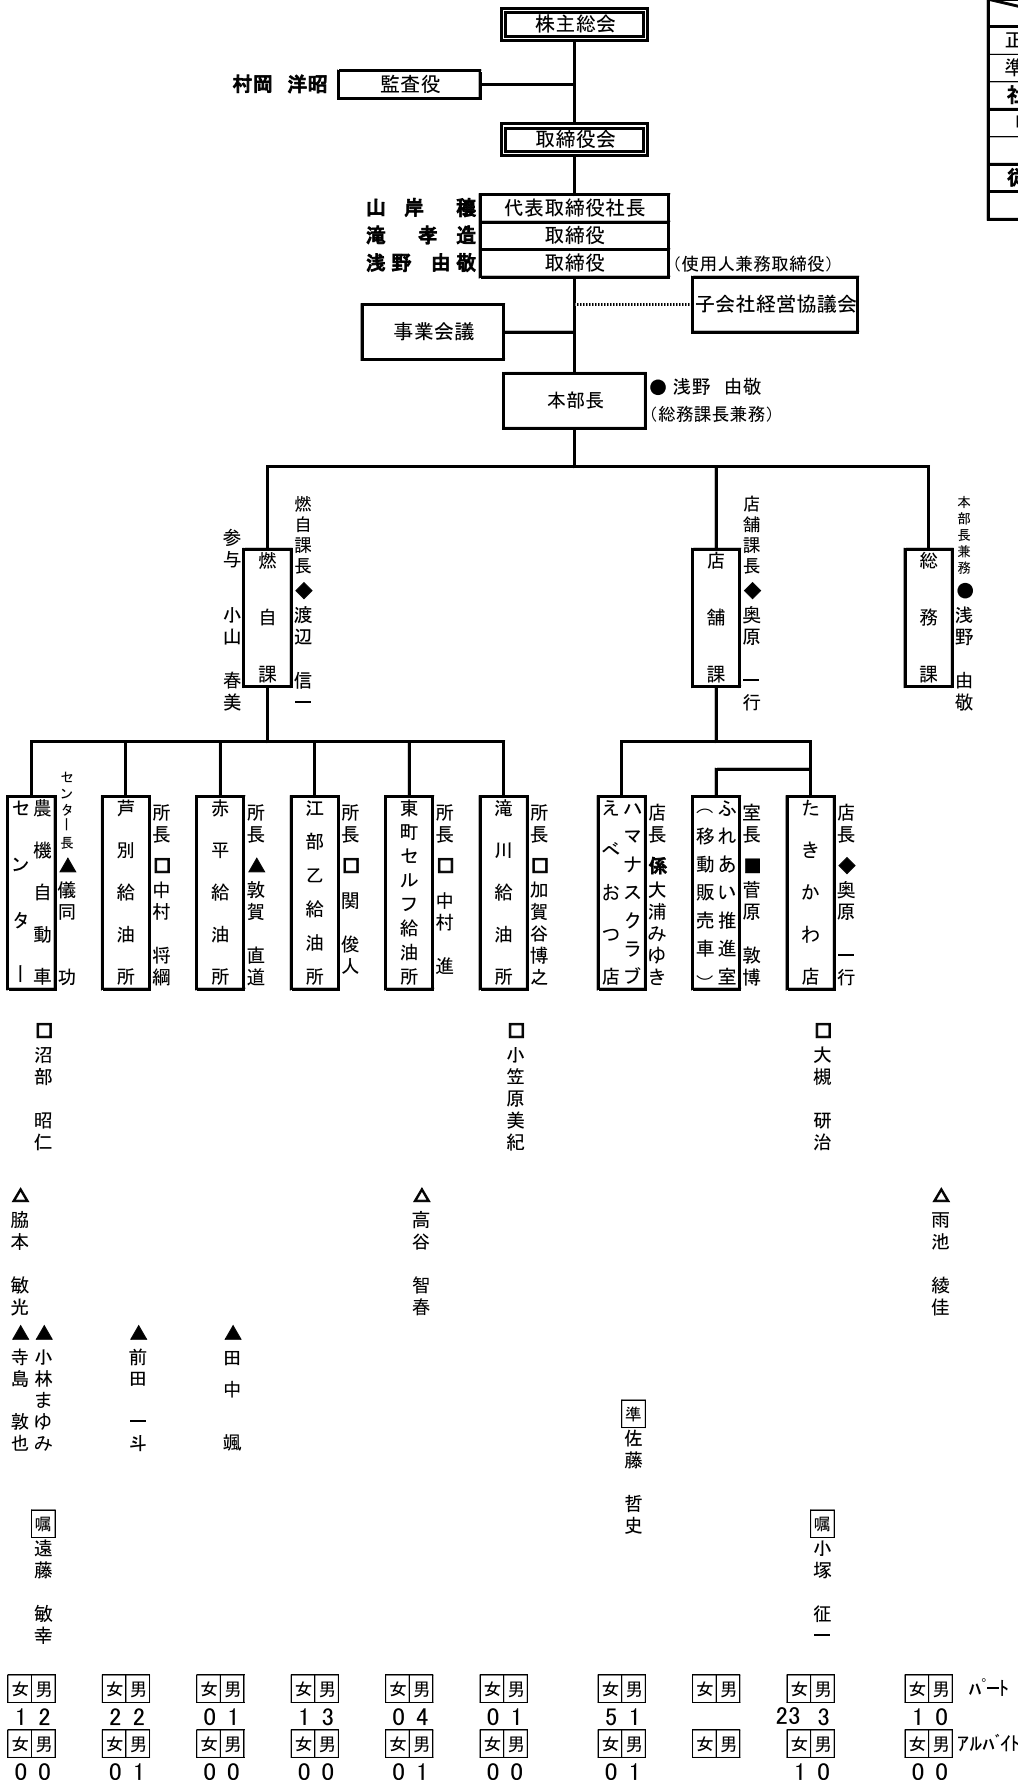 株主総会
正
準
社
従
村岡 洋昭 監査役
取締役会
山岸 穰 代表取締役社長
滝 孝造 取締役
浅野 由敬 取締役 (使用人兼務取締役)
子会社経営協議会
事業会議
本部長 ● 浅野 由敬
(総務課長兼務)
参与 小山 春美
燃自課
燃自課長 ◆ 渡辺 信一
店舗課
店舗課長 ◆ 奥原 一行
総務課
本部長兼務 ● 浅野 由敬
農機自動車センター
センター長 ▲ 儀同 功
芦別給油所
所長 □ 中村 将綱
赤平給油所
所長 ▲ 敦賀 直道
江部乙給油所
所長 □ 関 俊人
東町セルフ給油所
所長 □ 中村 進
滝川給油所
所長 □ 加賀谷博之
ハマナスクラブ
えべおつ店
店長 係 大浦みゆき
ふれあい推進室
(移動販売車)
室長 ■ 菅原 敦博
たきかわ店
店長 ◆ 奥原 一行
□ 沼部 昭仁
□ 小笠原美紀
□ 大槻 研治
△ 脇本 敏光
△ 高谷 智春
△ 雨池 綾佳
▲ 寺島 敦也
▲ 小林まゆみ
▲ 前田 一斗
▲ 田中 颯
準 佐藤 哲史
嘱 遠藤 敏幸
嘱 小塚 征一
女 男 女 男 女 男 女 男 女 男 女 男 女 男 女 男 女 男 女 男 パート
1 2 2 2 0 1 1 3 0 4 0 1 5 1 23 3 1 0
女 男 女 男 女 男 女 男 女 男 女 男 女 男 女 男 女 男 女 男 アルバイト
0 0 0 1 0 0 0 0 0 1 0 0 0 1 1 0 0 0